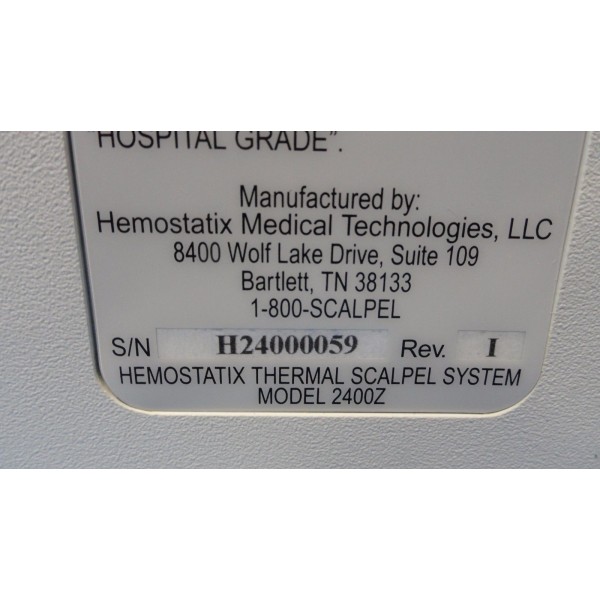 HOSPITAL GRADE".
Manufactured by:
Hemostatix Medical Technologies, LLC
8400 Wolf Lake Drive, Suite 109
Bartlett, TN 38133
1-800-SCALPEL
S/N H24000059 Rev. I
HEMOSTATIX THERMAL SCALPEL SYSTEM
MODEL 2400Z